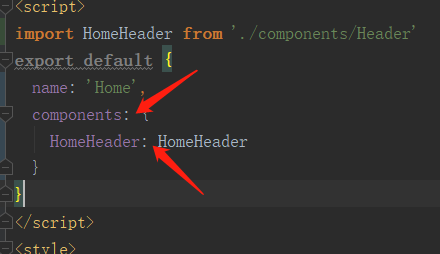 <script>
import HomeHeader from './components/Header'
export default {
name: 'Home',
components: {
HomeHeader: HomeHeader
}
}
</script>
<style>